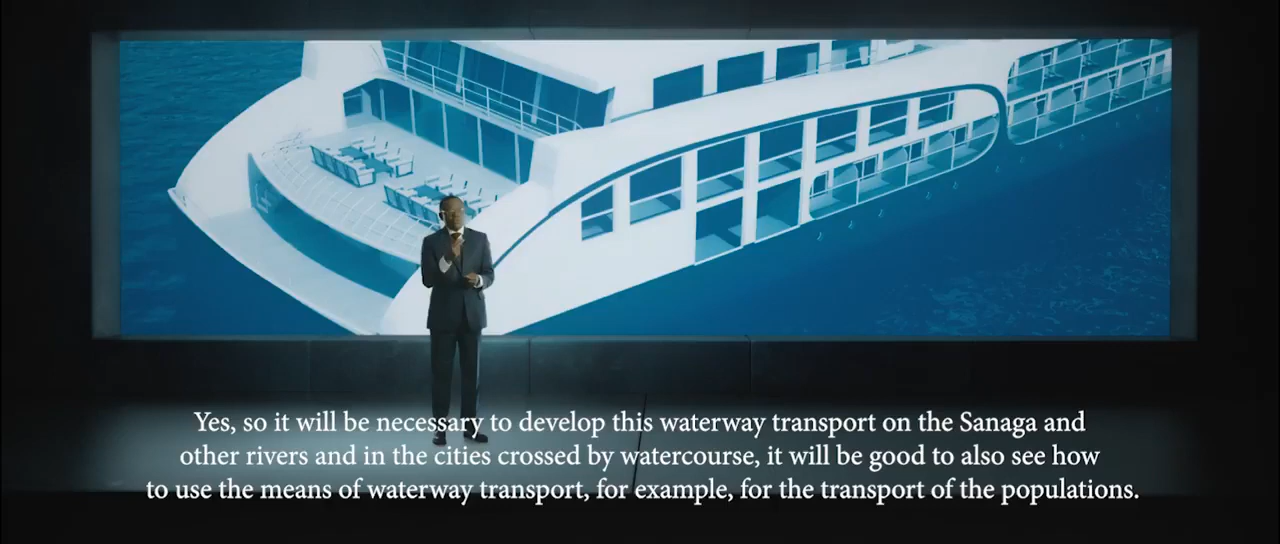 Yes, so it will be necessary to develop this waterway transport on the Sanaga and
other rivers and in the cities crossed by watercourse, it will be good to also see how
to use the means of waterway transport, for example, for the transport of the populations.